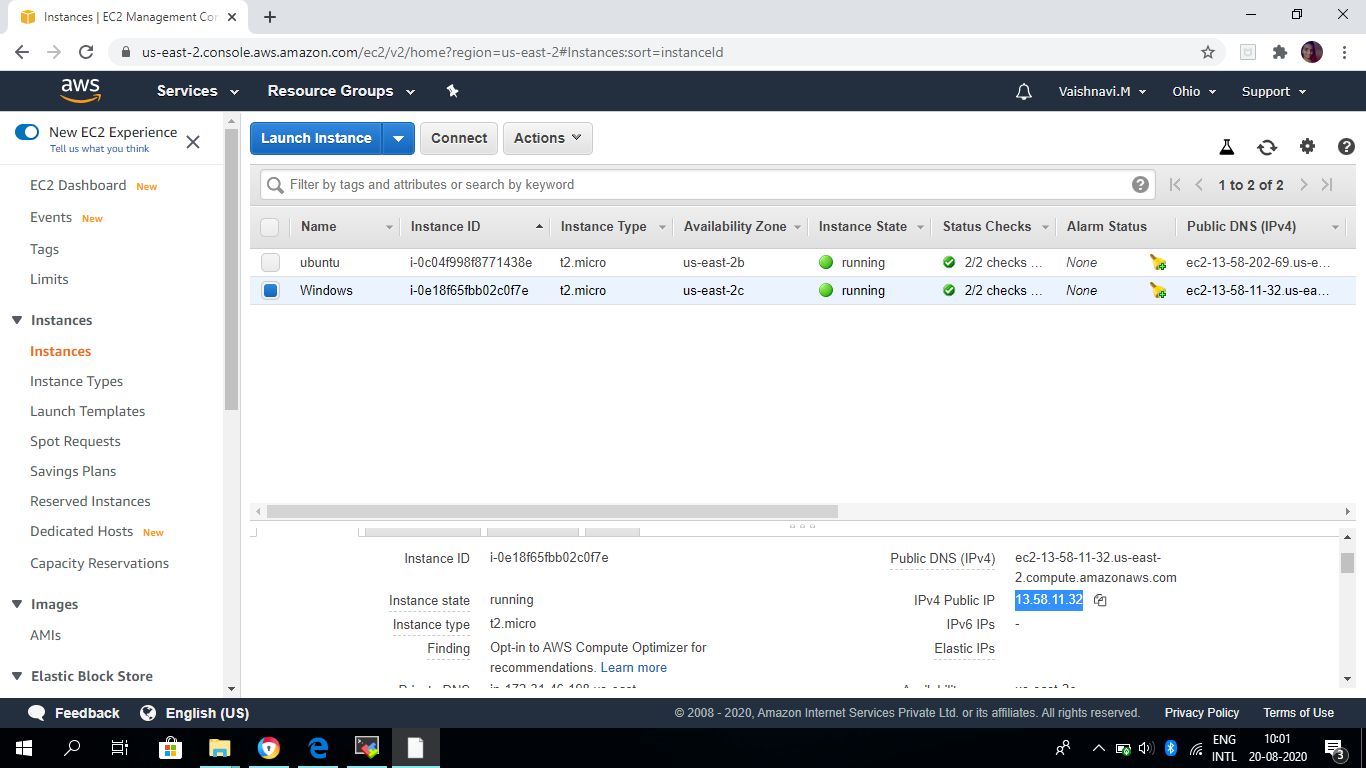 Instances | EC2 Management Con
us-east-2.console.aws.amazon.com/ec2/v2/home?region=us-east-2#Instances:sort=instanceId
aws Services Resource Groups Vaishnavi.M Ohio Support
New EC2 Experience
Tell us what you think
EC2 Dashboard New
Events New
Tags
Limits
Instances
Instances
Instance Types
Launch Templates
Spot Requests
Savings Plans
Reserved Instances
Dedicated Hosts New
Capacity Reservations
Images
AMIs
Elastic Block Store
Launch Instance Connect Actions
Filter by tags and attributes or search by keyword 1 to 2 of 2
Name Instance ID Instance Type Availability Zone Instance State Status Checks Alarm Status Public DNS (IPv4)
ubuntu i-0c04f998f8771438e t2.micro us-east-2b running 2/2 checks ... None ec2-13-58-202-69.us-e...
Windows i-0e18f65fbb02c0f7e t2.micro us-east-2c running 2/2 checks ... None ec2-13-58-11-32.us-ea...
Instance ID i-0e18f65fbb02c0f7e
Instance state running
Instance type t2.micro
Finding Opt-in to AWS Compute Optimizer for
recommendations. Learn more
Public DNS (IPv4) ec2-13-58-11-32.us-east-
2.compute.amazonaws.com
IPv4 Public IP 13.58.11.32
IPv6 IPs -
Elastic IPs
Feedback English (US) © 2008 - 2020, Amazon Internet Services Private Ltd. or its affiliates. All rights reserved. Privacy Policy Terms of Use
ENG 10:01
INTL 20-08-2020 3